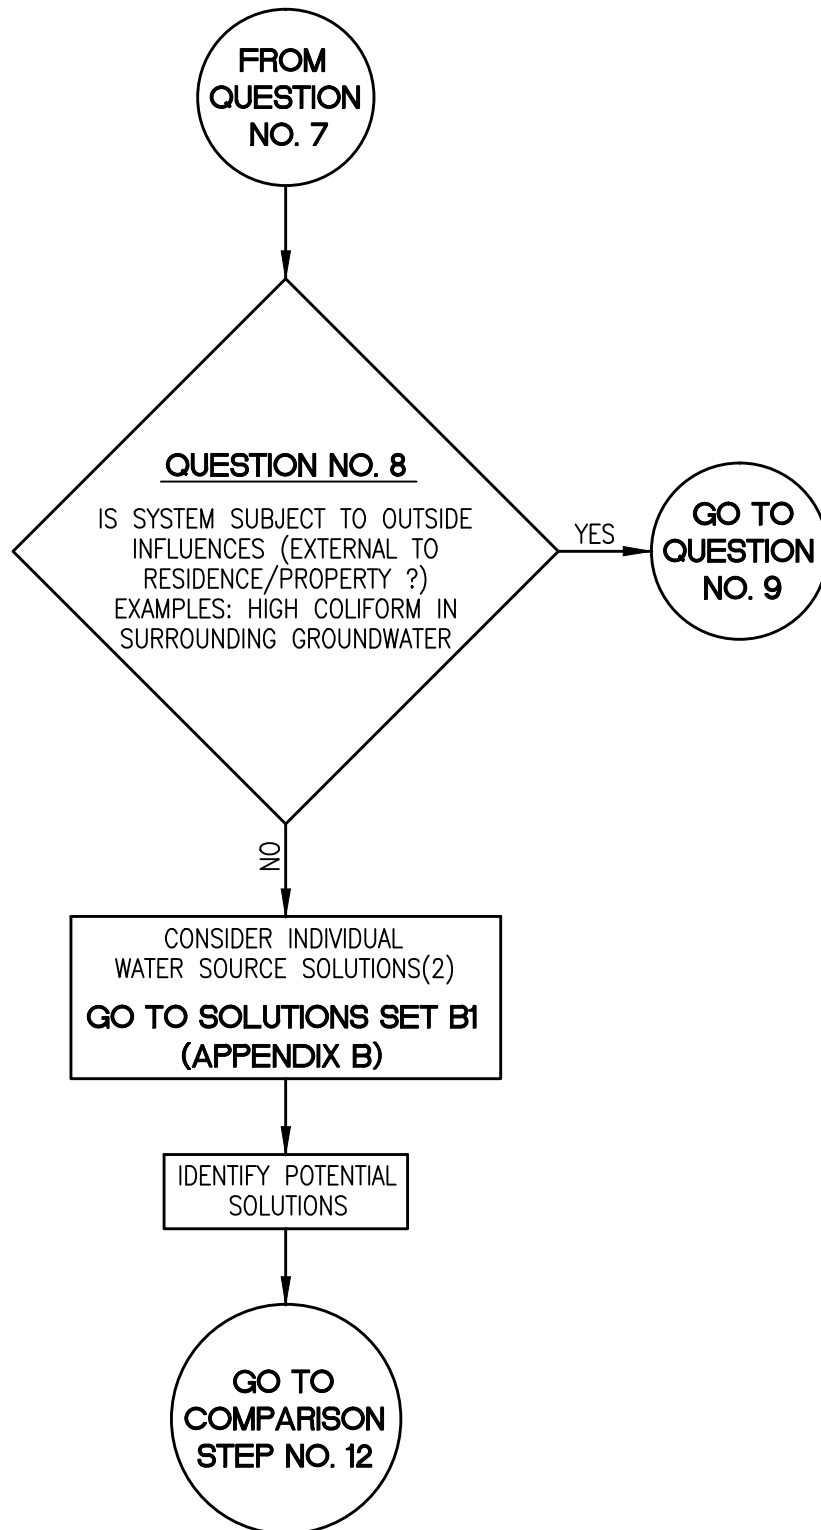 FROM
QUESTION
NO. 7
QUESTION NO. 8
IS SYSTEM SUBJECT TO OUTSIDE
INFLUENCES (EXTERNAL TO
RESIDENCE/PROPERTY ?)
EXAMPLES: HIGH COLIFORM IN
SURROUNDING GROUNDWATER
YES
GO TO
QUESTION
NO. 9
NO
CONSIDER INDIVIDUAL
WATER SOURCE SOLUTIONS(2)
GO TO SOLUTIONS SET B1
(APPENDIX B)
IDENTIFY POTENTIAL
SOLUTIONS
GO TO
COMPARISON
STEP NO. 12